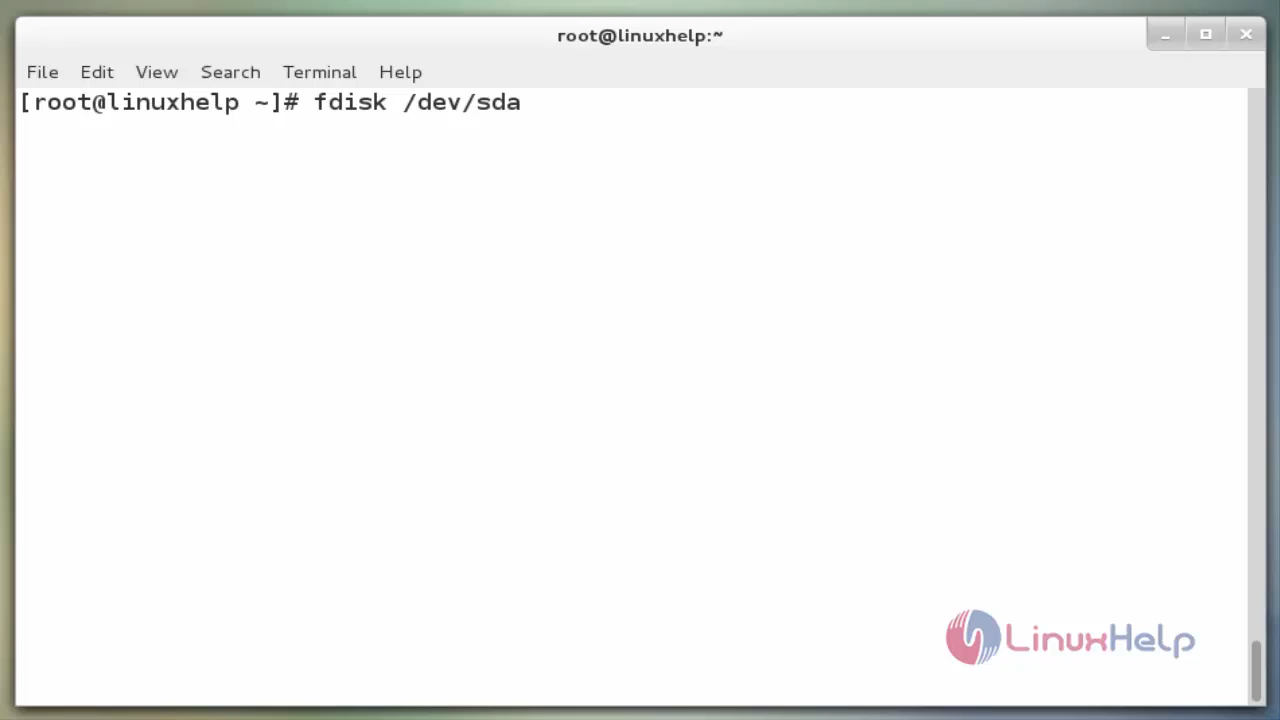 root@linuxhelp:~
File Edit View Search Terminal Help
[root@linuxhelp ~]# fdisk /dev/sda
LinuxHelp